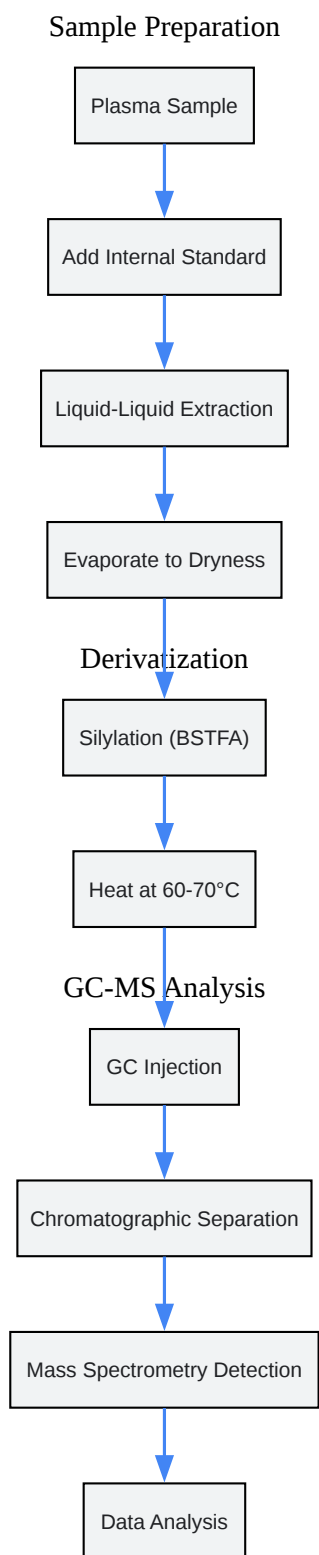 Sample Preparation
Plasma Sample
Add Internal Standard
Liquid-Liquid Extraction
Evaporate to Dryness
Derivatization
Silylation (BSTFA)
Heat at 60-70°C
GC-MS Analysis
GC Injection
Chromatographic Separation
Mass Spectrometry Detection
Data Analysis